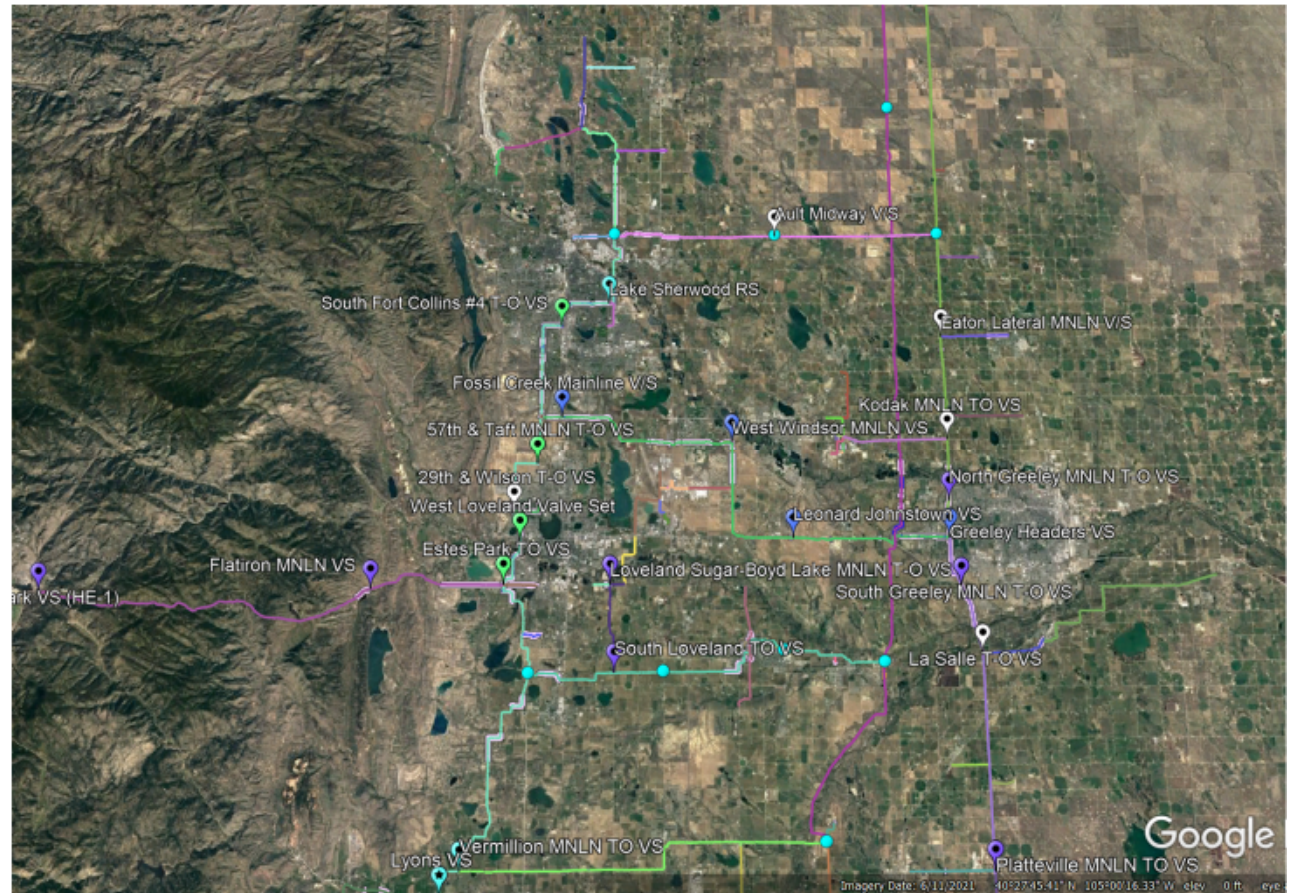 Ault Midway V/S
Lake Sherwood RS
South Fort Collins #4 T-O VS
Eaton Lateral MNLN V/S
Fossil Creek Mainline V/S
Kodak MNLN TO VS
57th & Taft MNLN T-O VS
West Windsor MNLN VS
29th & Wilson T-O VS
North Greeley MNLN T-O VS
West Loveland Valve Set
Leonard Johnstown VS
Greeley Headers VS
Estes Park TO VS
Flatiron MNLN VS
Loveland Sugar-Boyd Lake MNLN T-O VS
ark VS (HE-1)
South Greeley MNLN T-O VS
South Loveland TO VS
La Salle T-O VS
Google
Vermillion MNLN TO VS
Lyons VS
Platteville MNLN TO VS
Imagery Date: 6/11/2021 40°27'45.41" N 105°00'16.33" W elev 0 ft eye